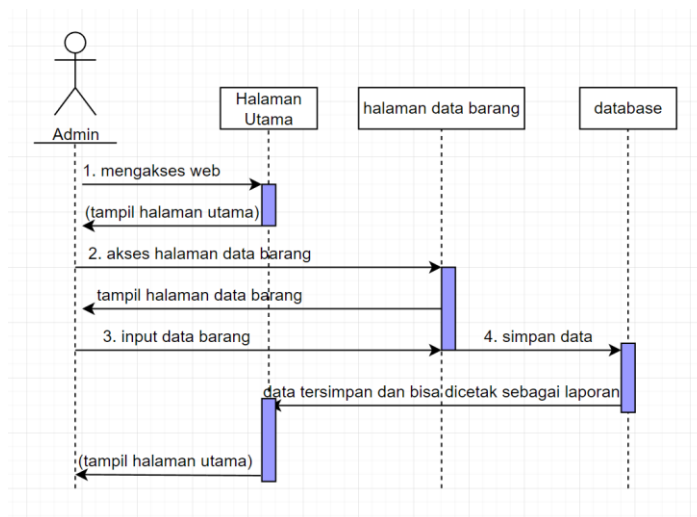 Halaman
Utama
halaman data barang
database
Admin
1. mengakses web
(tampil halaman utama)
2. akses halaman data barang
tampil halaman data barang
3. input data barang
4. simpan data
data tersimpan dan bisa dicetak sebagai laporan
(tampil halaman utama)